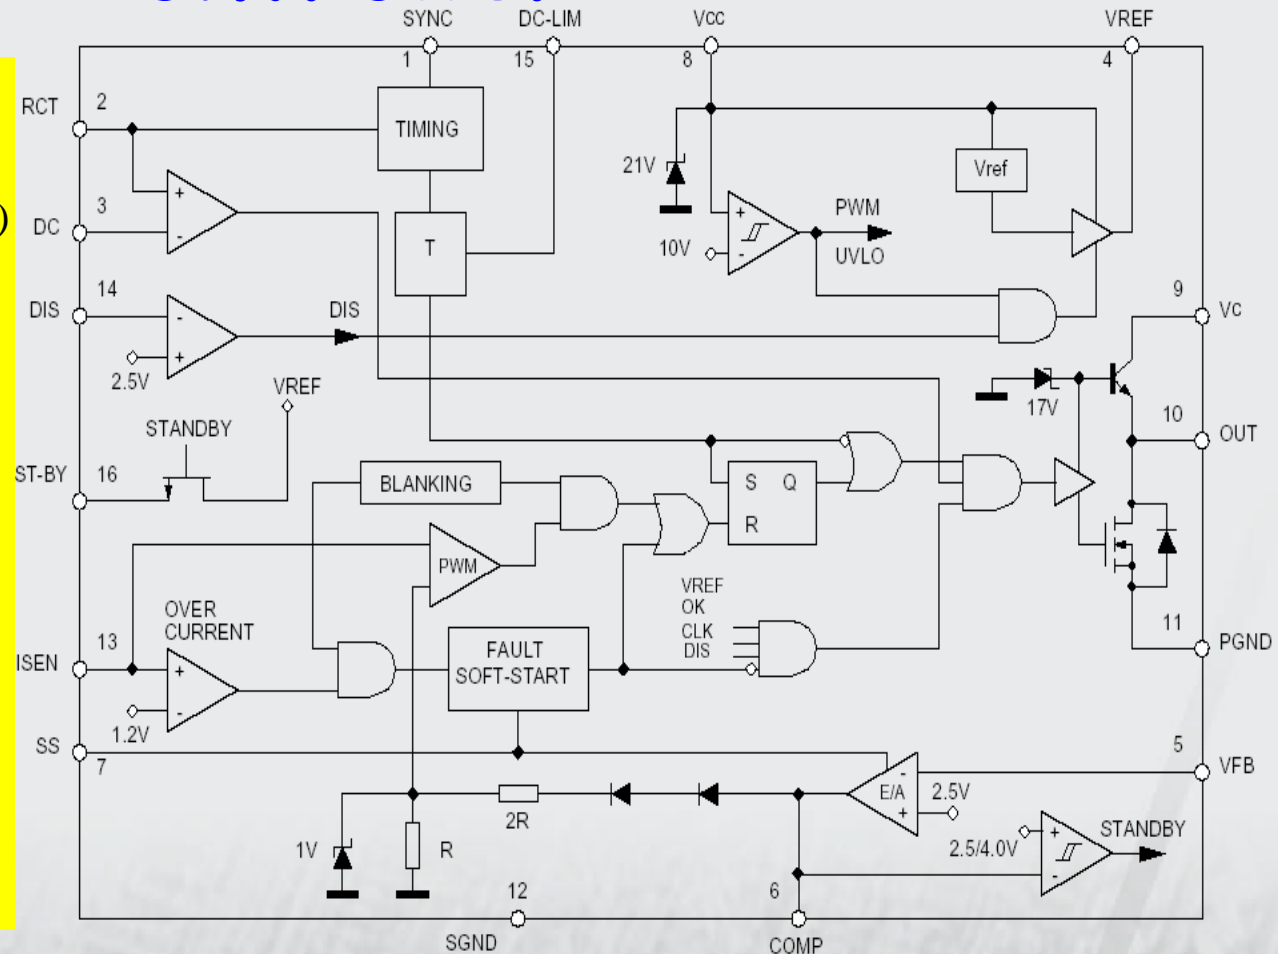 SYNC DC-LIM Vcc VREF
1 15 8 4
RCT 2
TIMING
21V
Vref
)
DC 3
T
+
-
+
-
10V
PWM
UVLO
DIS 14
-
+
2.5V
DIS
9 Vc
VREF
17V
STANDBY
10 OUT
ST-BY 16
BLANKING
S Q
R
PWM
VREF
OK
CLK
DIS
OVER
CURRENT
13
ISEN
+
-
1.2V
FAULT
SOFT-START
11 PGND
SS
7
5 VFB
-
E/A
+
2.5V
2R
1V
R
2.5/4.0V
+
-
STANDBY
12
SGND
6
COMP